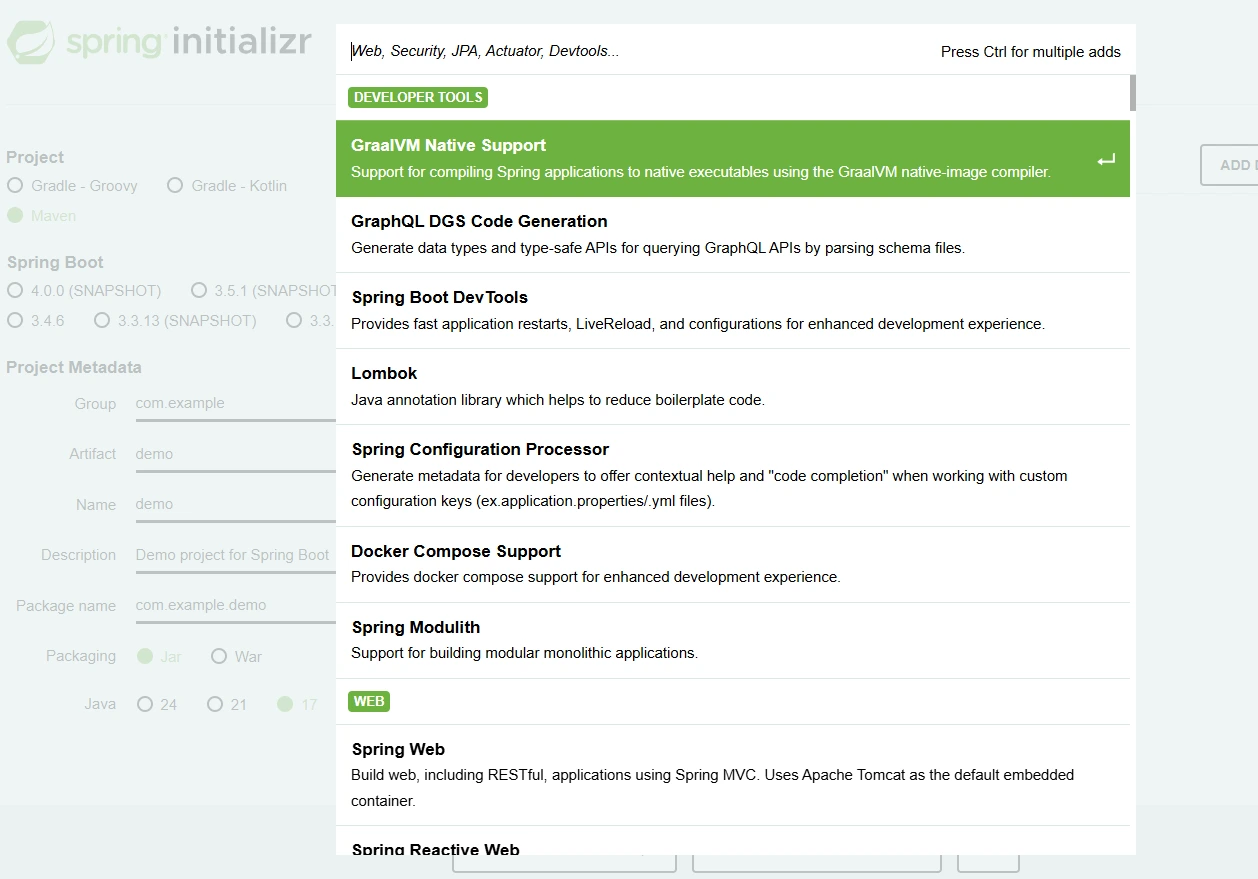 spring initializr
Web, Security, JPA, Actuator, Devtools...
Press Ctrl for multiple adds
DEVELOPER TOOLS
GraalVM Native Support
Support for compiling Spring applications to native executables using the GraalVM native-image compiler.
GraphQL DGS Code Generation
Generate data types and type-safe APIs for querying GraphQL APIs by parsing schema files.
Spring Boot DevTools
Provides fast application restarts, LiveReload, and configurations for enhanced development experience.
Lombok
Java annotation library which helps to reduce boilerplate code.
Spring Configuration Processor
Generate metadata for developers to offer contextual help and "code completion" when working with custom
configuration keys (ex.application.properties/.yml files).
Docker Compose Support
Provides docker compose support for enhanced development experience.
Spring Modulith
Support for building modular monolithic applications.
WEB
Spring Web
Build web, including RESTful, applications using Spring MVC. Uses Apache Tomcat as the default embedded
container.
Spring Reactive Web
Project
Gradle - Groovy Gradle - Kotlin
Maven
Spring Boot
4.0.0 (SNAPSHOT) 3.5.1 (SNAPSHOT
3.4.6 3.3.13 (SNAPSHOT) 3.3.
Project Metadata
Group com.example
Artifact demo
Name demo
Description Demo project for Spring Boot
Package name com.example.demo
Packaging Jar War
Java 24 21 17
ADD